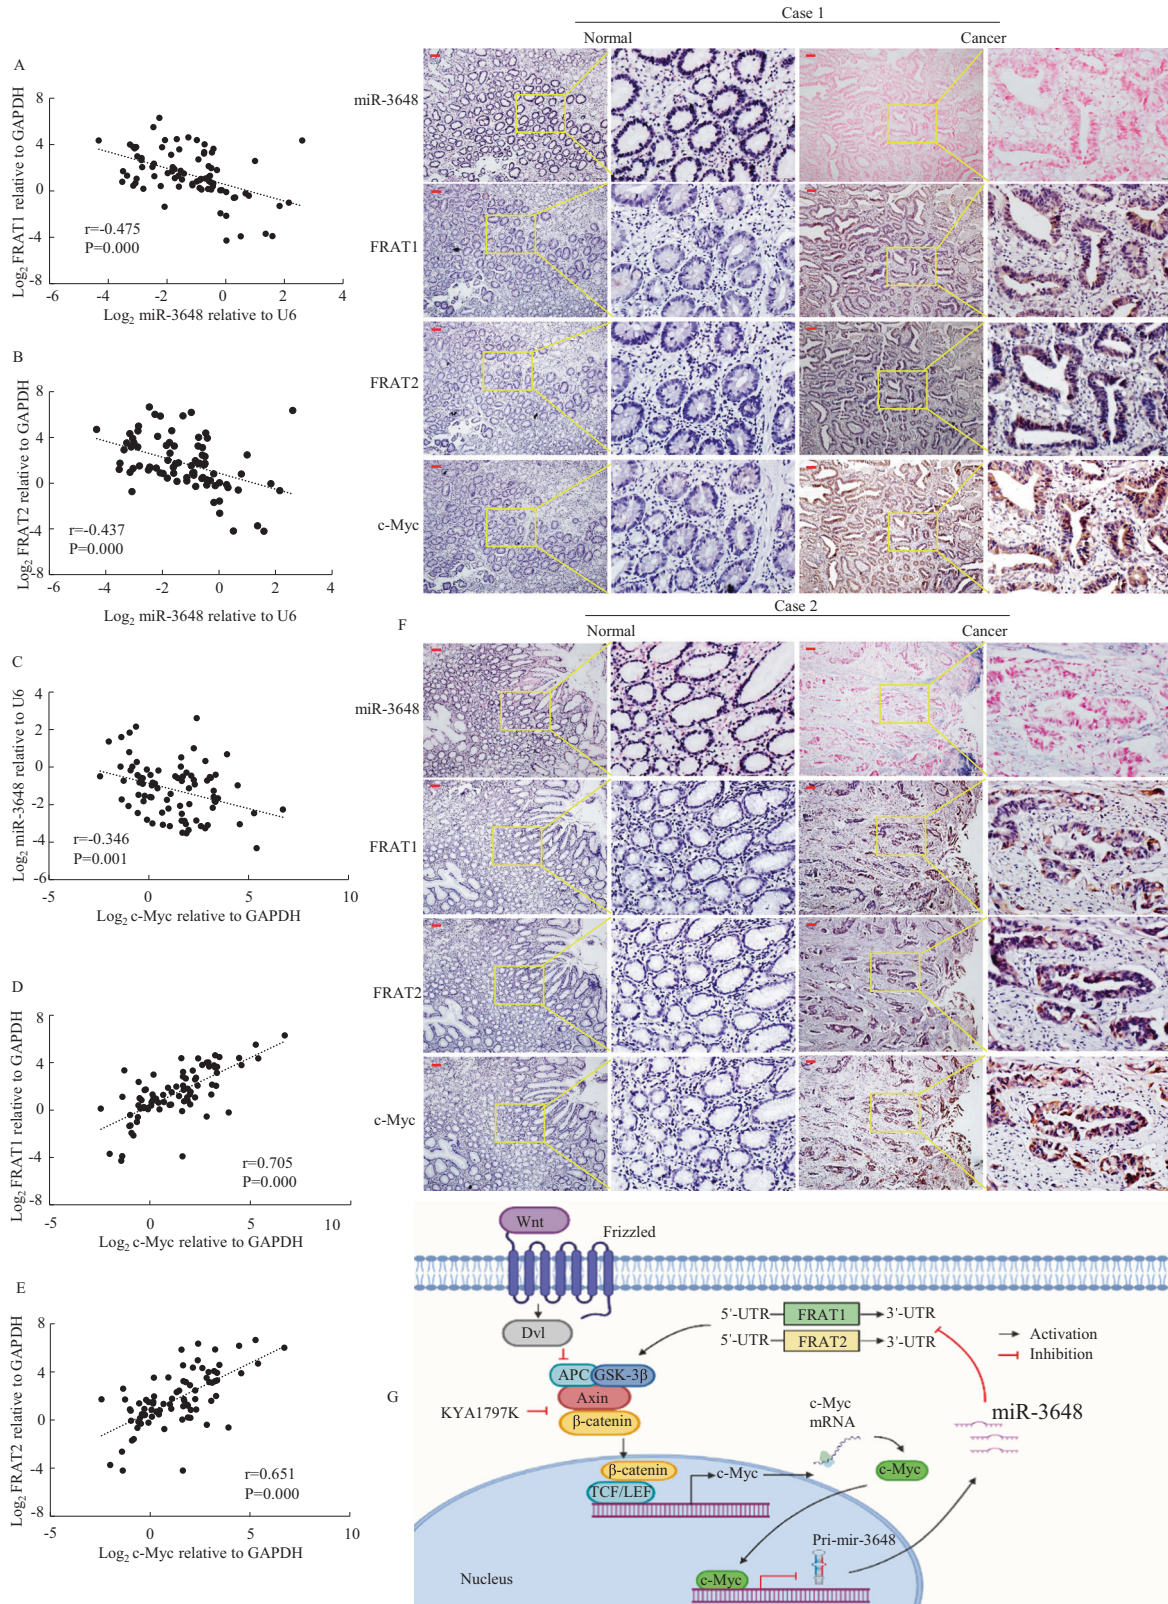 A
Log2 FRAT1 relative to GAPDH
8
4
0
-4
-8
r=-0.475
P=0.000
-6 -4 -2 0 2 4
Log2 miR-3648 relative to U6
B
Log2 FRAT2 relative to GAPDH
8
4
0
-4
-8
r=-0.437
P=0.000
-6 -4 -2 0 2 4
Log2 miR-3648 relative to U6
C
Log2 miR-3648 relative to U6
4
2
0
-2
-4
-6
r=-0.346
P=0.001
-5 0 5 10
Log2 c-Myc relative to GAPDH
D
Log2 FRAT1 relative to GAPDH
8
4
0
-4
-8
r=0.705
P=0.000
-5 0 5 10
Log2 c-Myc relative to GAPDH
E
Log2 FRAT2 relative to GAPDH
8
4
0
-4
-8
r=0.651
P=0.000
-5 0 5 10
Log2 c-Myc relative to GAPDH
Case 1
Normal Cancer
miR-3648
FRAT1
FRAT2
c-Myc
F
Case 2
Normal Cancer
miR-3648
FRAT1
FRAT2
c-Myc
G
Wnt
Frizzled
Dvl
5'-UTR FRAT1 3'-UTR
5'-UTR FRAT2 3'-UTR
Activation
Inhibition
APC GSK-3β
Axin
KYA1797K
β-catenin
c-Myc
mRNA
miR-3648
β-catenin
TCF/LEF
c-Myc
c-Myc
Pri-mir-3648
c-Myc
Nucleus